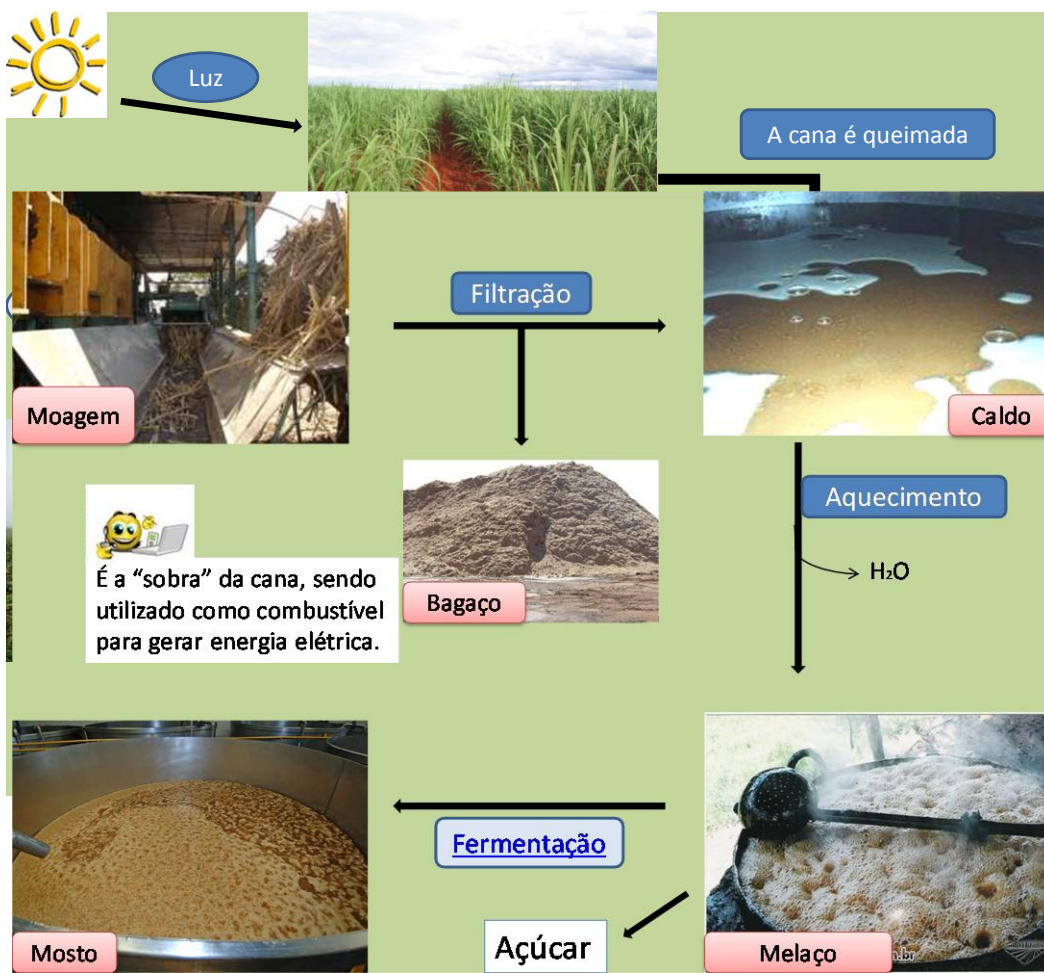 Luz
A cana é queimada
Filtração
Moagem
Caldo
Aquecimento
H₂O
É a “sobra” da cana, sendo
utilizado como combustível
para gerar energia elétrica.
Bagaço
Fermentação
Açúcar
Mosto
Melaço